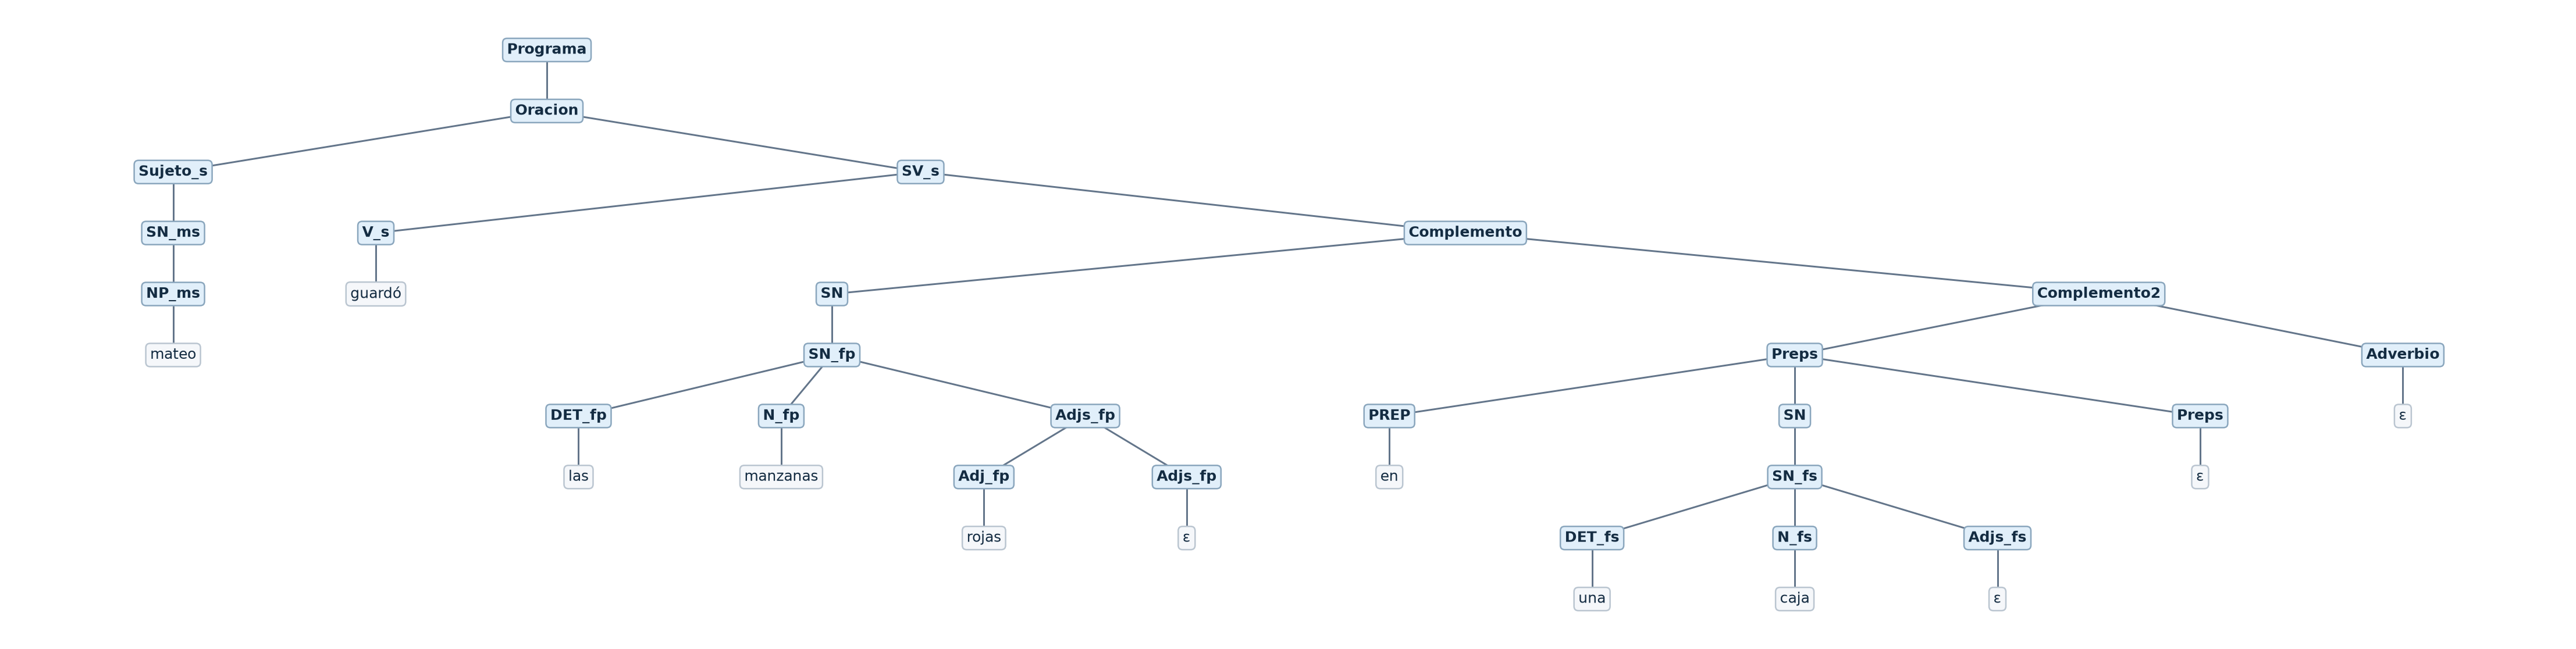 Programa
Oracion
Sujeto_s SV_s
SN_ms V_s Complemento
NP_ms guardó SN Complemento2
mateo SN_fp Preps Adverbio
DET_fp N_fp Adjs_fp PREP SN Preps ε
las manzanas Adj_fp Adjs_fp en SN_fs ε
rojas ε DET_fs N_fs Adjs_fs
una caja ε